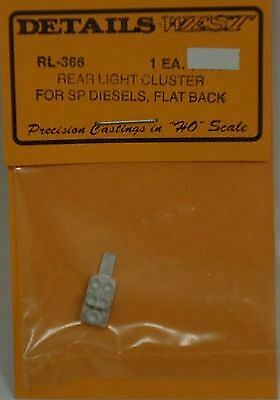 DETAILS WEST
RL-366 1 EA.
REAR LIGHT CLUSTER
FOR SP DIESELS, FLAT BACK
Precision Castings in "HO" Scale